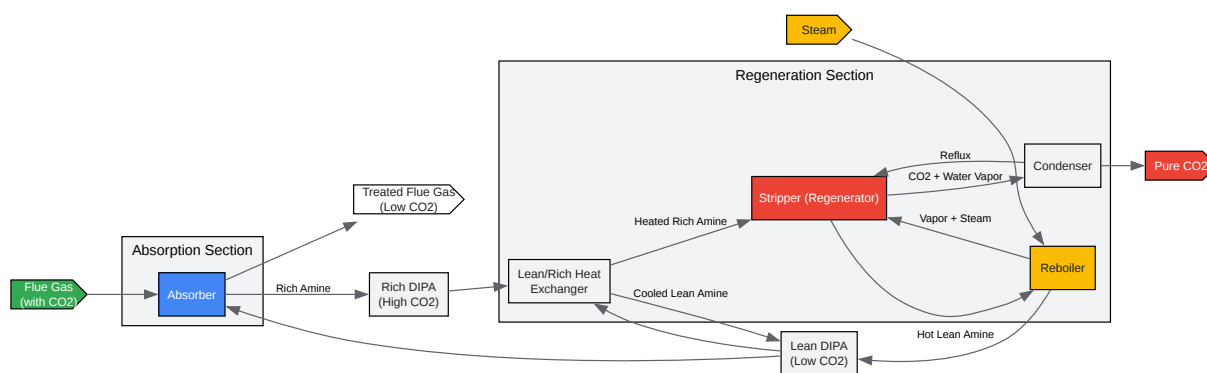 Steam
Regeneration Section
Reflux
Condenser
Pure CO2
CO2 + Water Vapor
Treated Flue Gas
(Low CO2)
Stripper (Regenerator)
Heated Rich Amine
Vapor + Steam
Absorption Section
Lean/Rich Heat
Exchanger
Reboiler
Flue Gas
(with CO2)
Absorber
Rich Amine
Rich DIPA
(High CO2)
Cooled Lean Amine
Hot Lean Amine
Lean DIPA
(Low CO2)